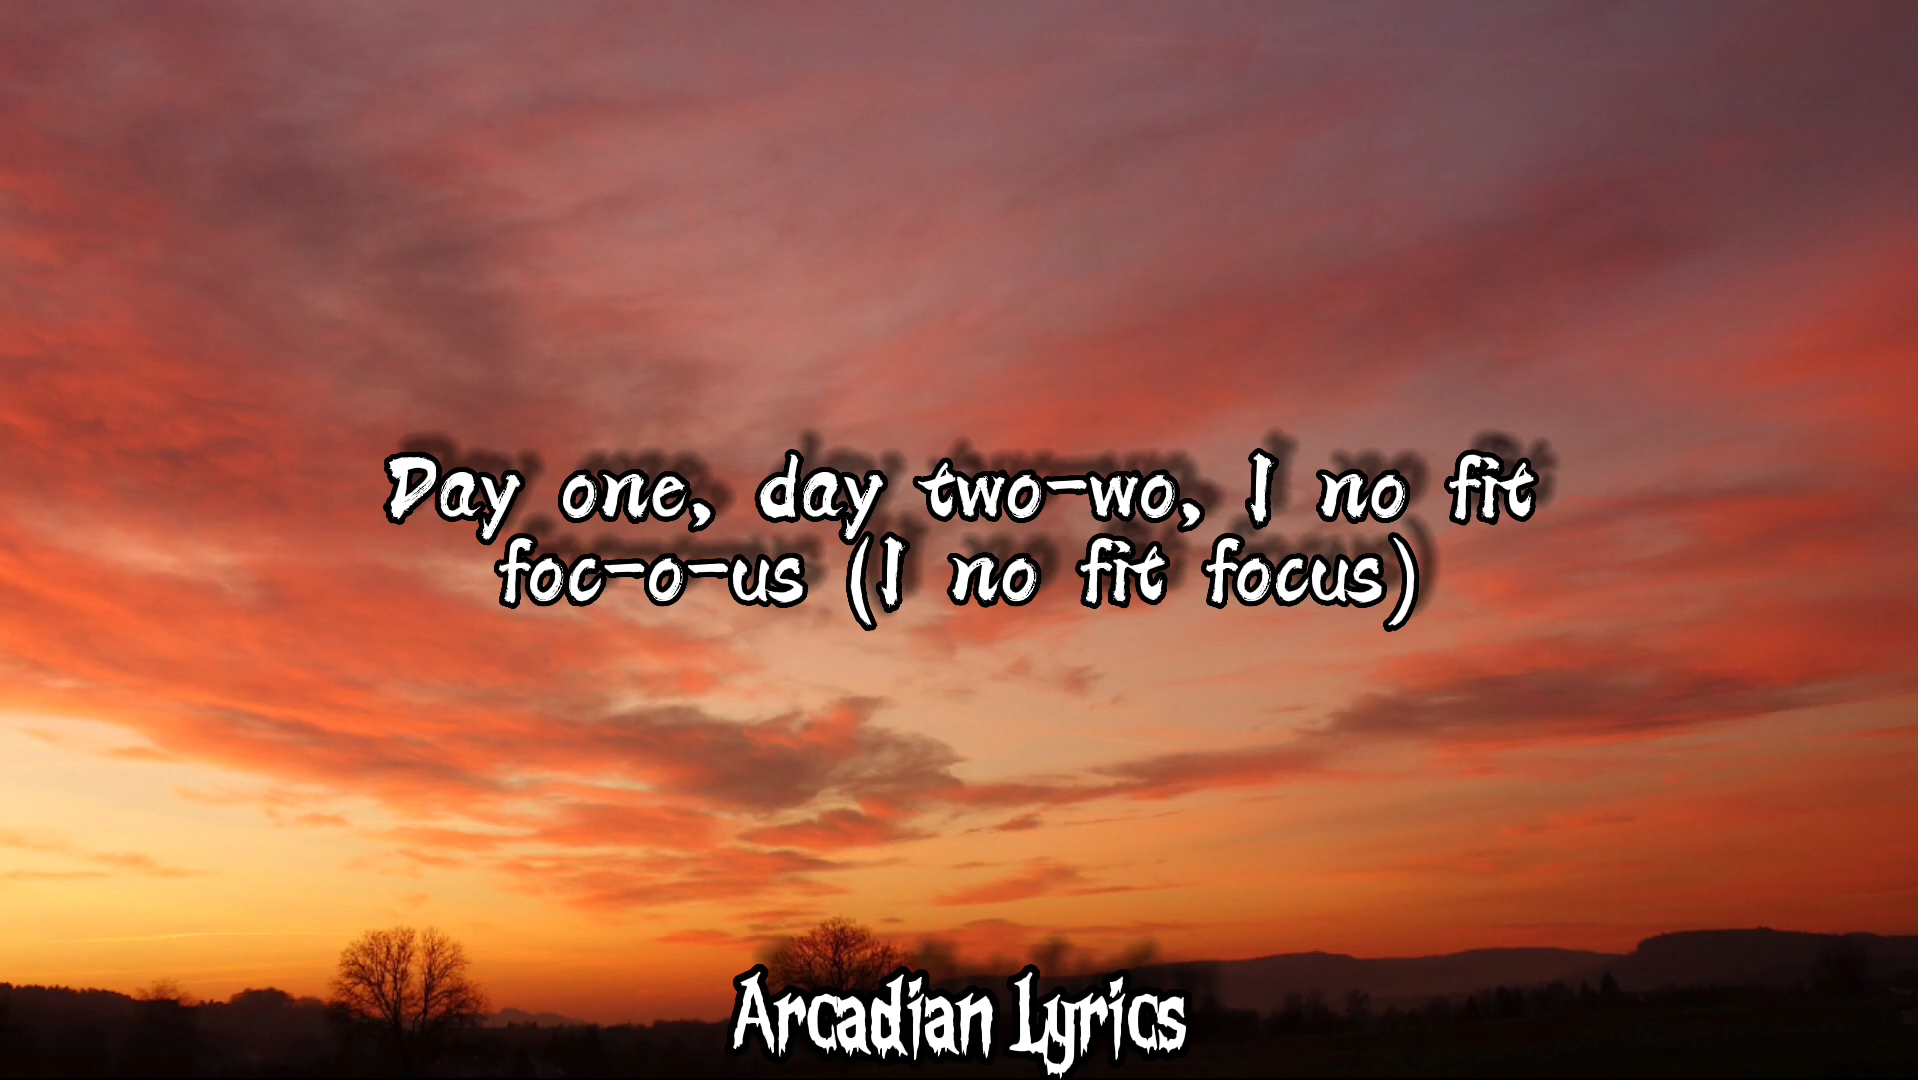 Day one, day two-wo, I no fit
foc-o-us (I no fit focus)
Arcadian Lyrics